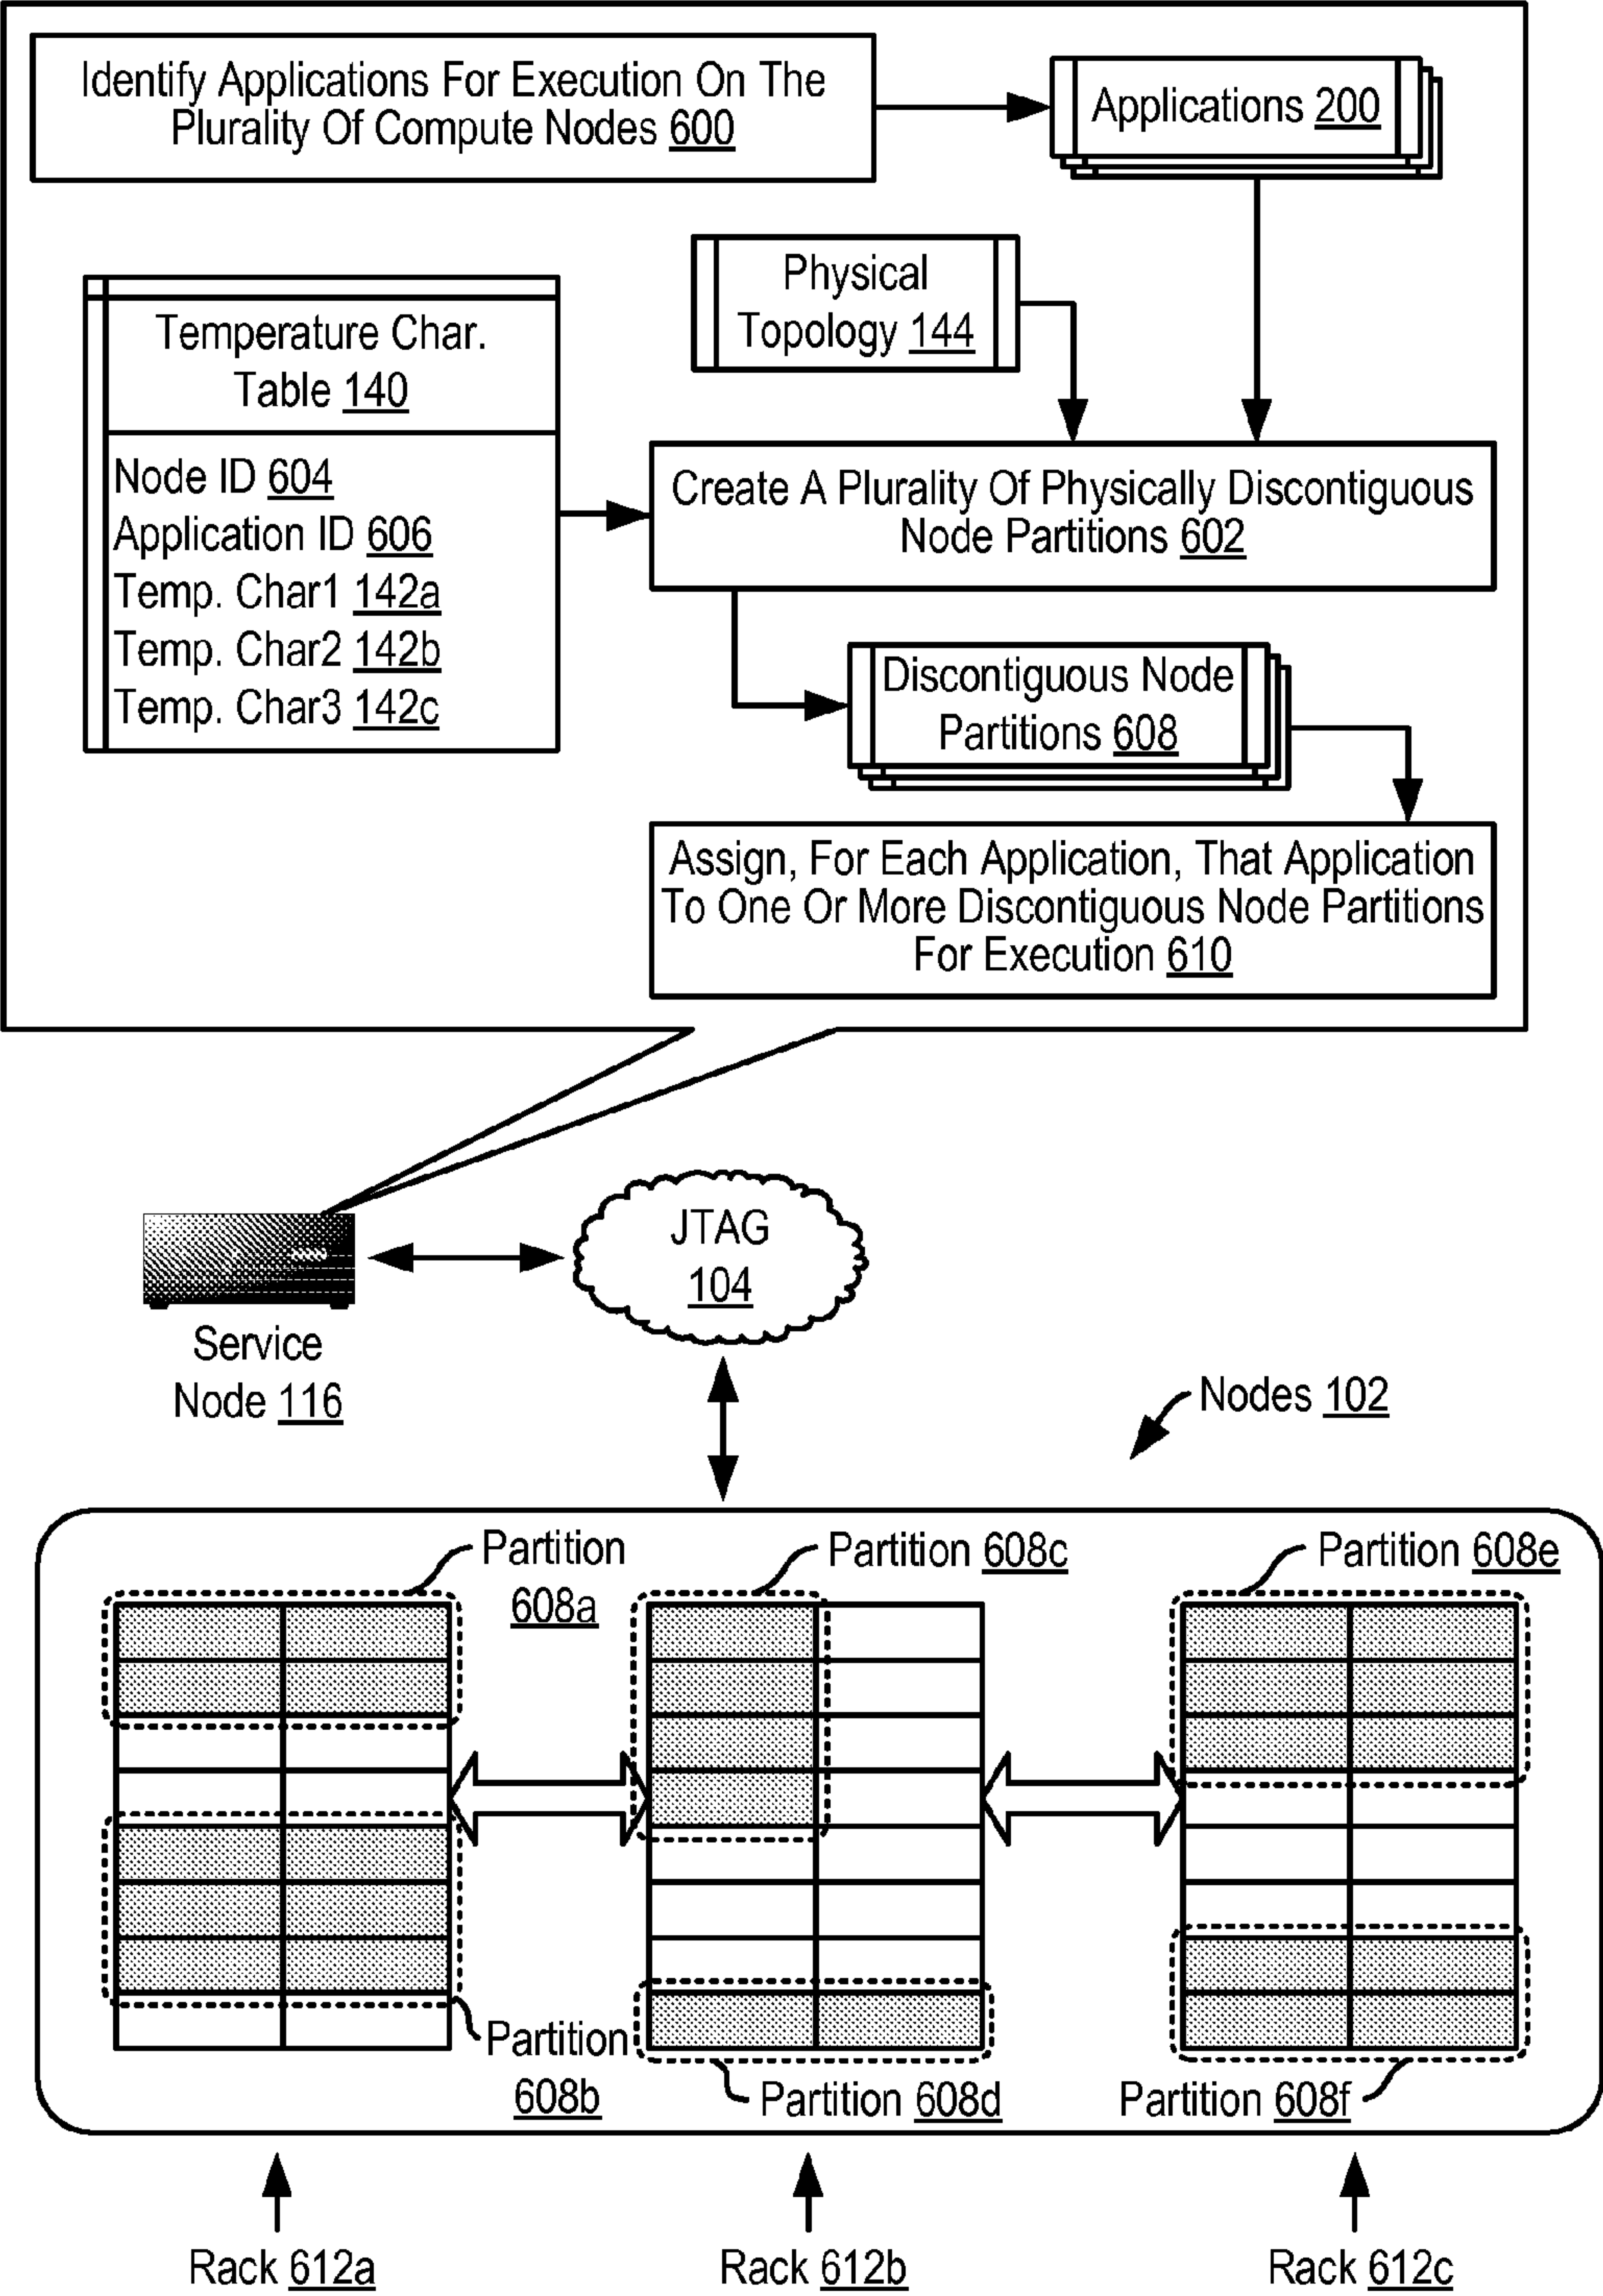 Identify Applications For Execution On The
Plurality Of Compute Nodes 600
Applications 200
Physical
Topology 144
Temperature Char.
Table 140
Node ID 604
Application ID 606
Temp. Char1 142a
Temp. Char2 142b
Temp. Char3 142c
Create A Plurality Of Physically Discontiguous
Node Partitions 602
Discontiguous Node
Partitions 608
Assign, For Each Application, That Application
To One Or More Discontiguous Node Partitions
For Execution 610
JTAG
104
Service
Node 116
Nodes 102
Partition
608a
Partition 608c
Partition 608e
Partition
608b
Partition 608d
Partition 608f
Rack 612a
Rack 612b
Rack 612c